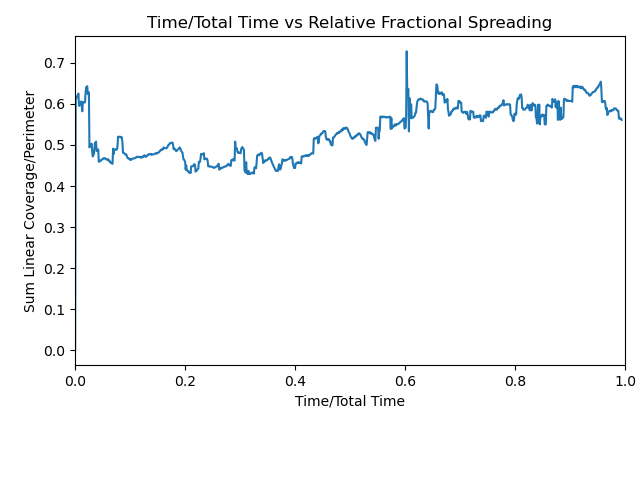 Time/Total Time vs Relative Fractional Spreading
Sum Linear Coverage/Perimeter
0.7
0.6
0.5
0.4
0.3
0.2
0.1
0.0
0.0 0.2 0.4 0.6 0.8 1.0
Time/Total Time